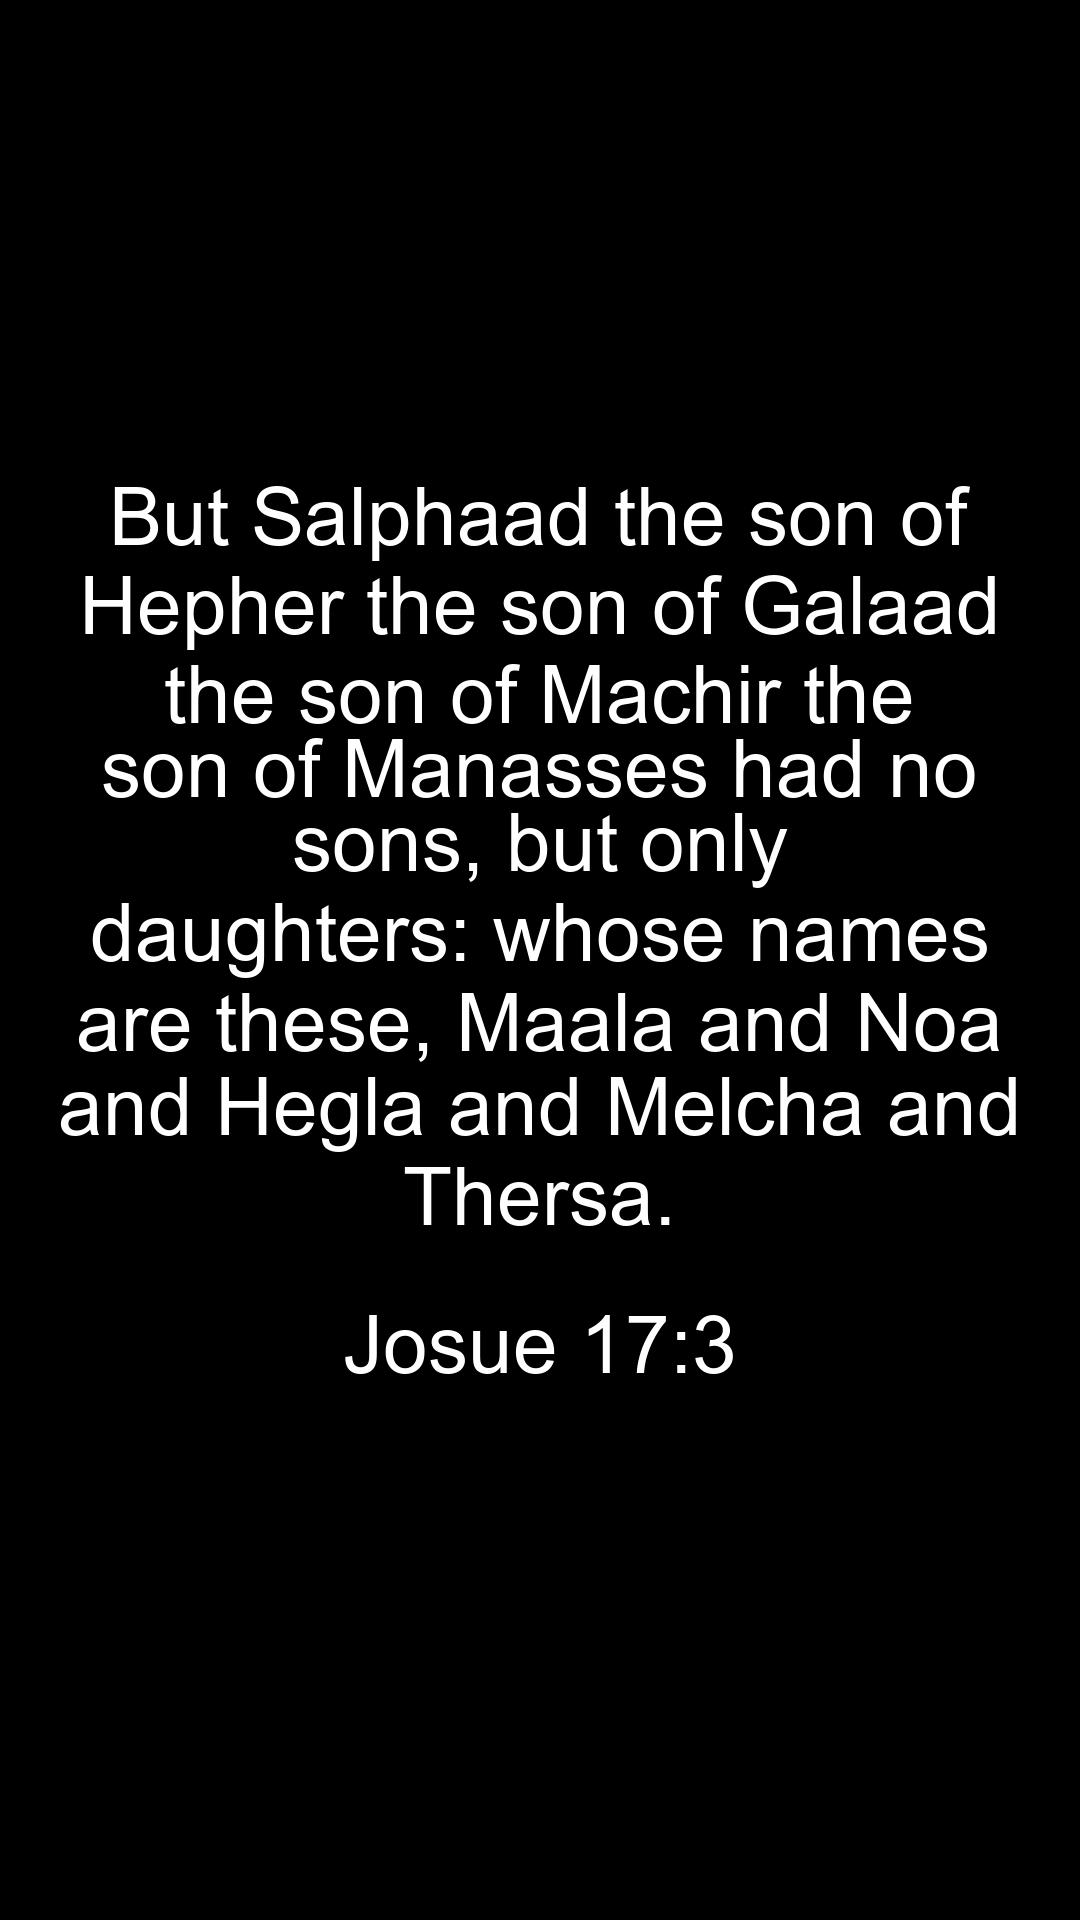 But Salphaad the son of
Hepher the son of Galaad
the son of Machir the
son of Manasses had no
sons, but only
daughters: whose names
are these, Maala and Noa
and Hegla and Melcha and
Thersa.
Josue 17:3